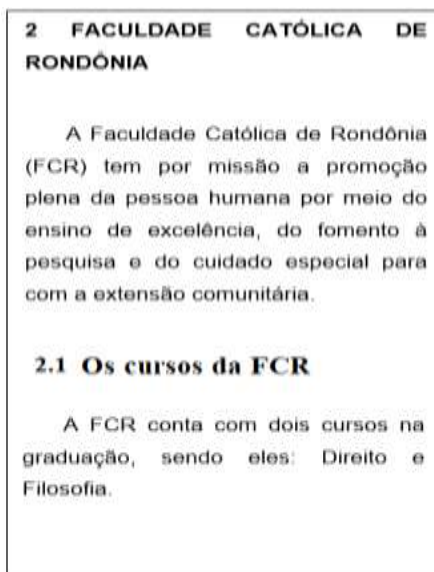 2 FACULDADE CATÓLICA DE
RONDÔNIA
A Faculdade Católica de Rondônia
(FCR) tem por missão a promoção
plena da pessoa humana por meio do
ensino de excelência, do fomento à
pesquisa e do cuidado especial para
com a extensão comunitária.
2.1 Os cursos da FCR
A FCR conta com dois cursos na
graduação, sendo eles: Direito e
Filosofia.